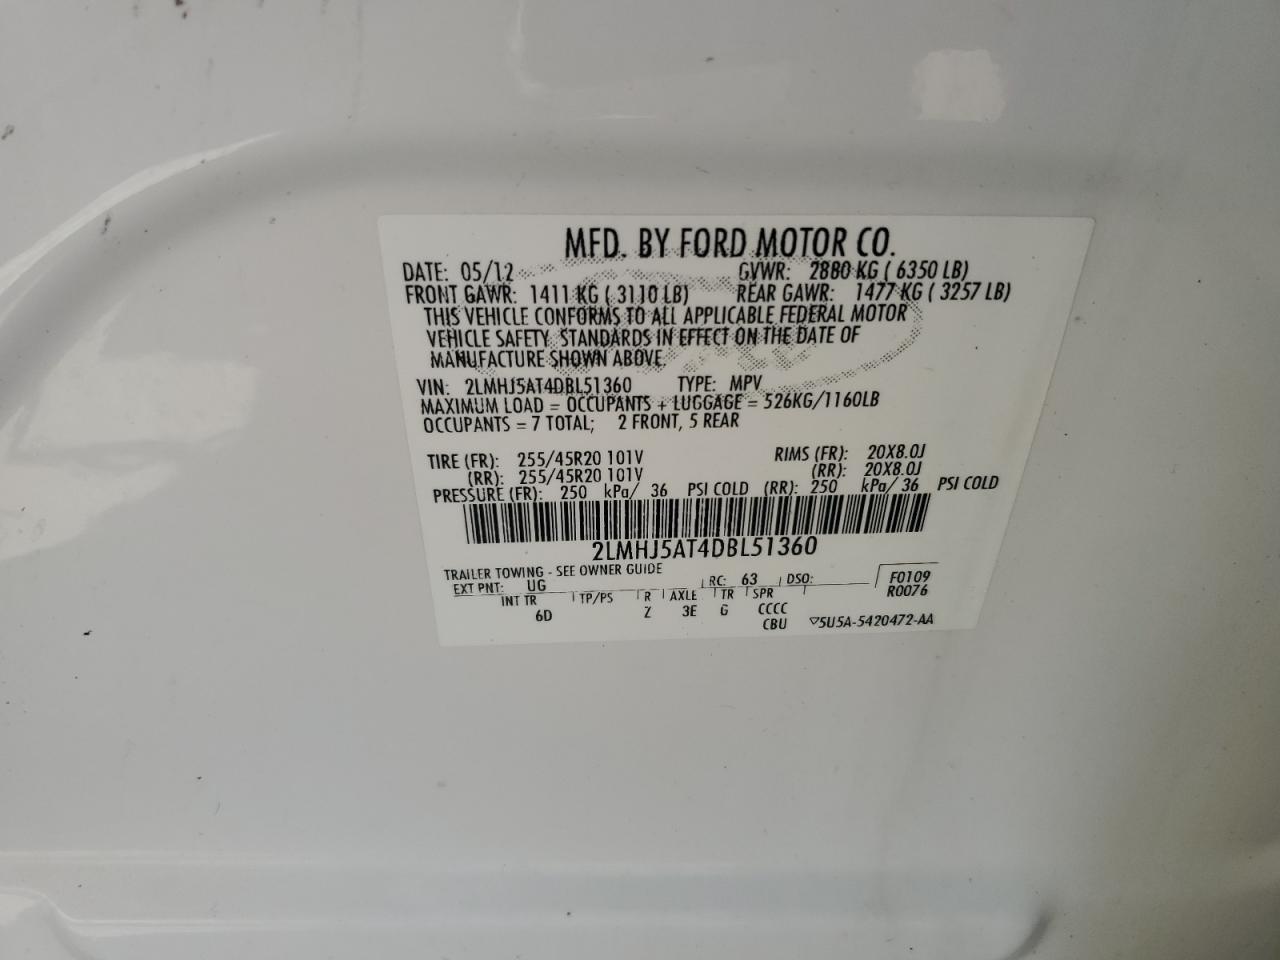 MFD. BY FORD MOTOR CO.
DATE: 05/12 GVWR: 2880 KG ( 6350 LB)
FRONT GAWR: 1411 KG ( 3110 LB) REAR GAWR: 1477 KG ( 3257 LB)
THIS VEHICLE CONFORMS TO ALL APPLICABLE FEDERAL MOTOR
VEHICLE SAFETY STANDARDS IN EFFECT ON THE DATE OF
MANUFACTURE SHOWN ABOVE.
VIN: 2LMHJ5AT4DBL51360 TYPE: MPV
MAXIMUM LOAD = OCCUPANTS + LUGGAGE = 526KG/1160LB
OCCUPANTS = 7 TOTAL; 2 FRONT, 5 REAR
TIRE (FR): 255/45R20 101V RIMS (FR): 20X8.0J
(RR): 255/45R20 101V (RR): 20X8.0J
PRESSURE (FR): 250 kPa/ 36 PSI COLD (RR): 250 kPa/ 36 PSI COLD
2LMHJ5AT4DBL51360
TRAILER TOWING - SEE OWNER GUIDE
EXT PNT: UG RC: 63 DSO: F0109
R0076
INT TR TP/PS R AXLE TR SPR
6D Z 3E G CCCC
CBU ▽5U5A-5420472-AA